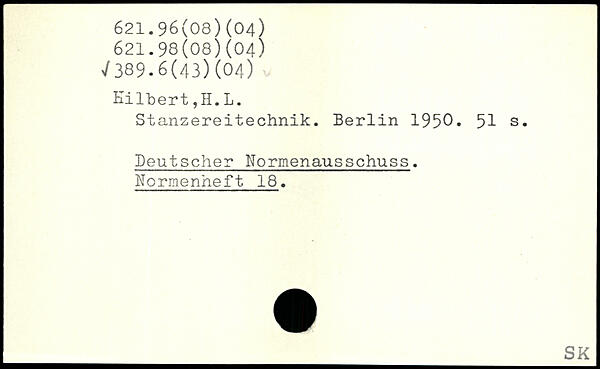 621.96(08)(04)
621.98(08)(04)
√389.6(43)(04)
Hilbert,H.L.
Stanzereitechnik. Berlin 1950. 51 s.
Deutscher Normenausschuss.
Normenheft 18.
SK